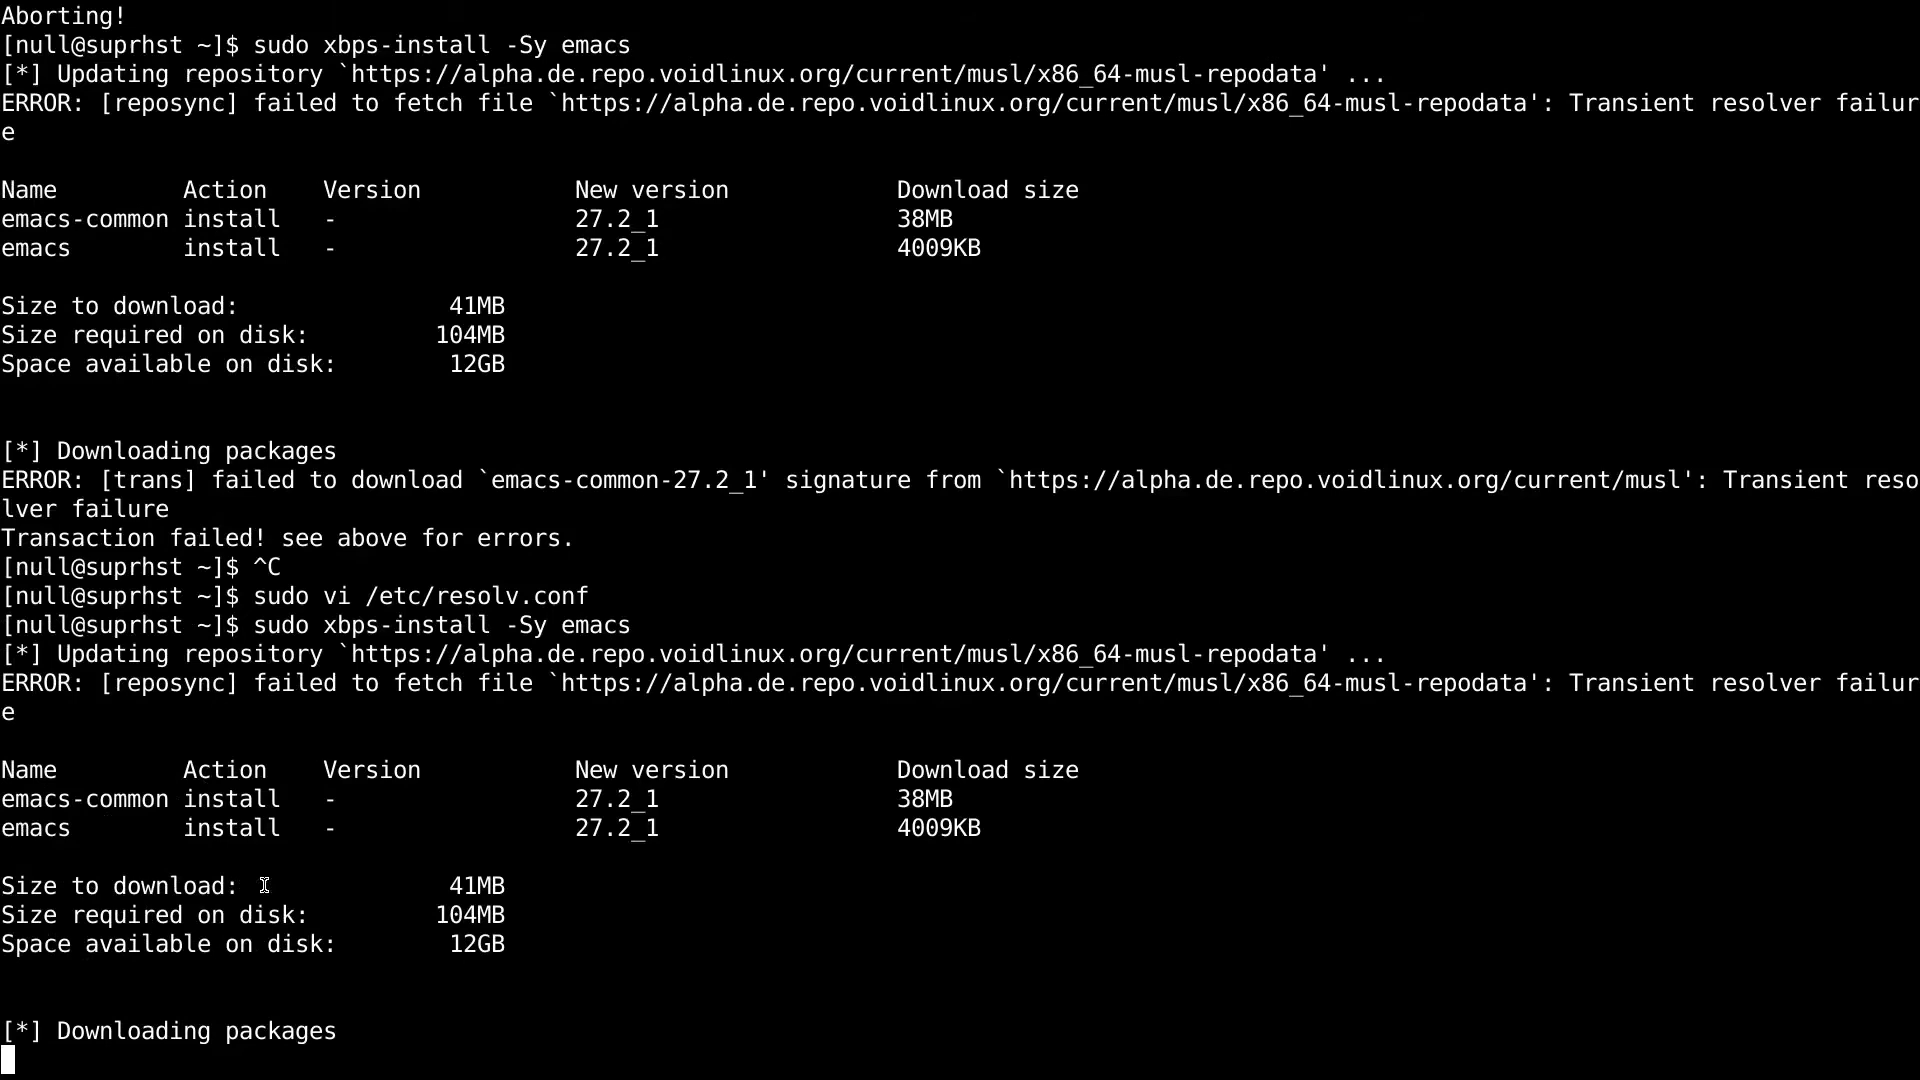 Aborting!
[null@suprhst ~]$ sudo xbps-install -Sy emacs
[*] Updating repository `https://alpha.de.repo.voidlinux.org/current/musl/x86_64-musl-repodata' ...
ERROR: [reposync] failed to fetch file `https://alpha.de.repo.voidlinux.org/current/musl/x86_64-musl-repodata': Transient resolver failur
e
Name Action Version New version Download size
emacs-common install - 27.2_1 38MB
emacs install - 27.2_1 4009KB
Size to download: 41MB
Size required on disk: 104MB
Space available on disk: 12GB
[*] Downloading packages
ERROR: [trans] failed to download `emacs-common-27.2_1' signature from `https://alpha.de.repo.voidlinux.org/current/musl': Transient reso
lver failure
Transaction failed! see above for errors.
[null@suprhst ~]$ ^C
[null@suprhst ~]$ sudo vi /etc/resolv.conf
[null@suprhst ~]$ sudo xbps-install -Sy emacs
[*] Updating repository `https://alpha.de.repo.voidlinux.org/current/musl/x86_64-musl-repodata' ...
ERROR: [reposync] failed to fetch file `https://alpha.de.repo.voidlinux.org/current/musl/x86_64-musl-repodata': Transient resolver failur
e
Name Action Version New version Download size
emacs-common install - 27.2_1 38MB
emacs install - 27.2_1 4009KB
Size to download: 41MB
Size required on disk: 104MB
Space available on disk: 12GB
[*] Downloading packages